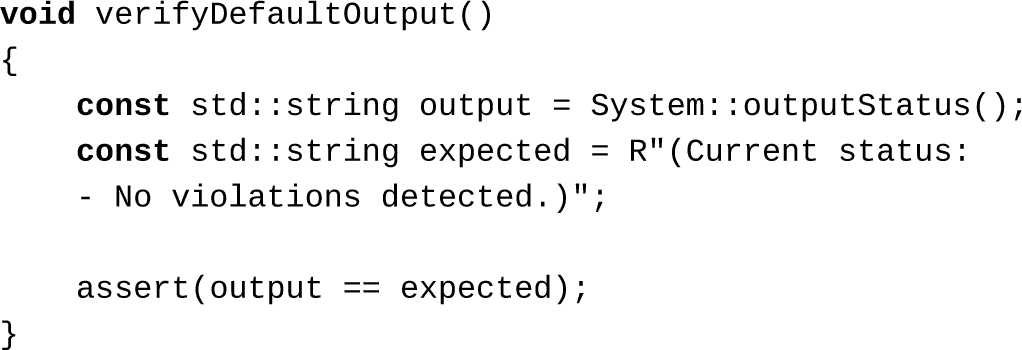 void verifyDefaultOutput()
{
    const std::string output = System::outputStatus();
    const std::string expected = R"(Current status:
    - No violations detected.)";

    assert(output == expected);
}